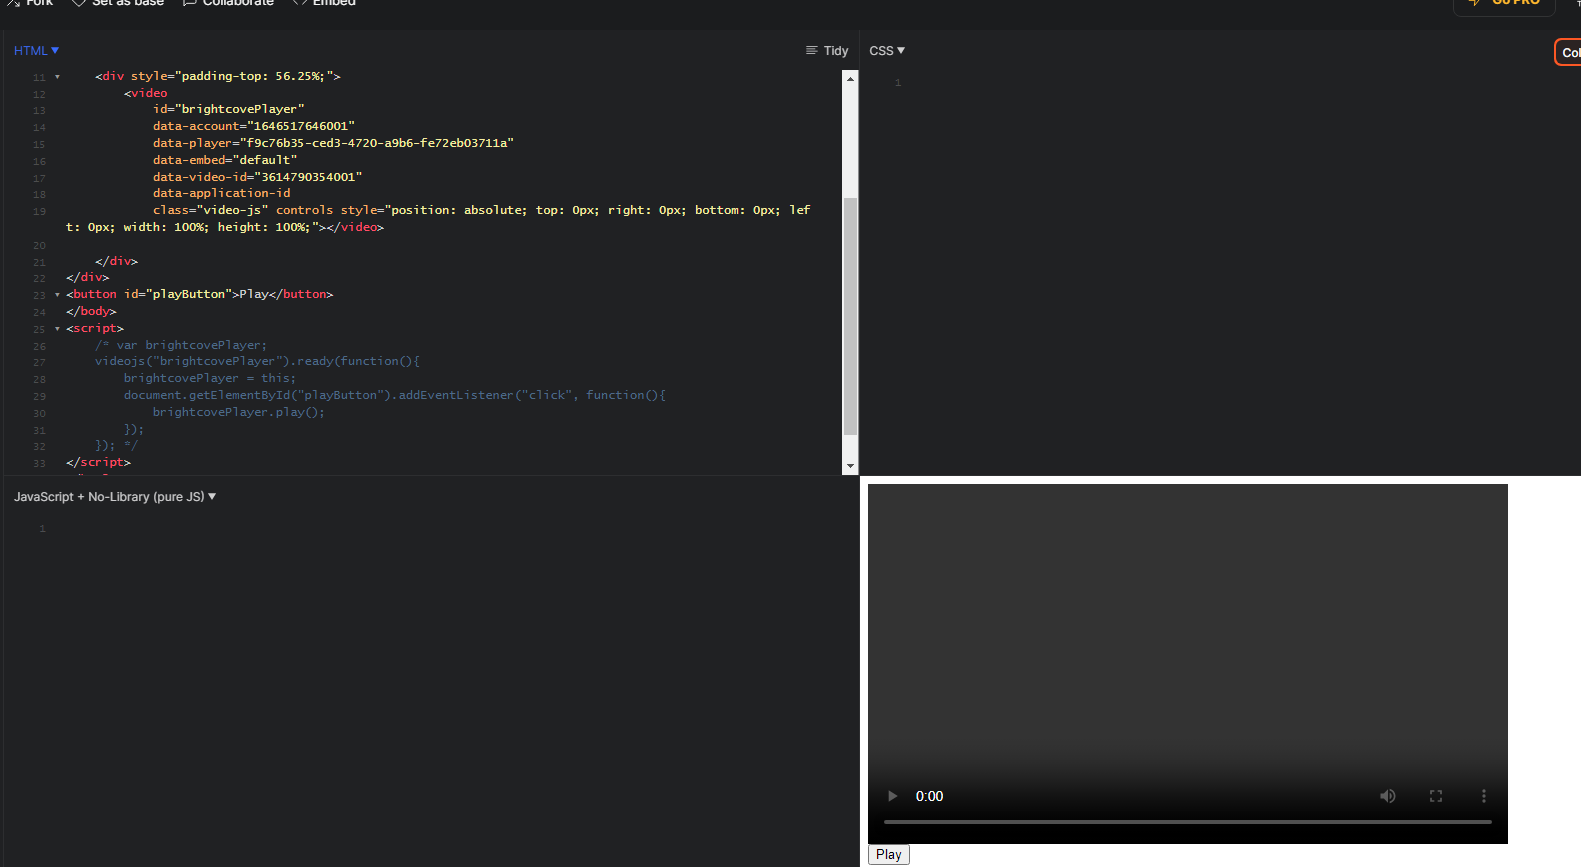 Fork Set as base Collaborate Embed GO PRO
HTML Tidy CSS
Col
11 <div style="padding-top: 56.25%;">
12 <video
13 id="brightcovePlayer"
14 data-account="1646517646001"
15 data-player="f9c76b35-ced3-4720-a9b6-fe72eb03711a"
16 data-embed="default"
17 data-video-id="3614790354001"
18 data-application-id
19 class="video-js" controls style="position: absolute; top: 0px; right: 0px; bottom: 0px; lef
t: 0px; width: 100%; height: 100%;"></video>
20
21 </div>
22 </div>
23 <button id="playButton">Play</button>
24 </body>
25 <script>
26 /* var brightcovePlayer;
27 videojs("brightcovePlayer").ready(function(){
28 brightcovePlayer = this;
29 document.getElementById("playButton").addEventListener("click", function(){
30 brightcovePlayer.play();
31 });
32 }); */
33 </script>
1
JavaScript + No-Library (pure JS)
1
0:00
Play